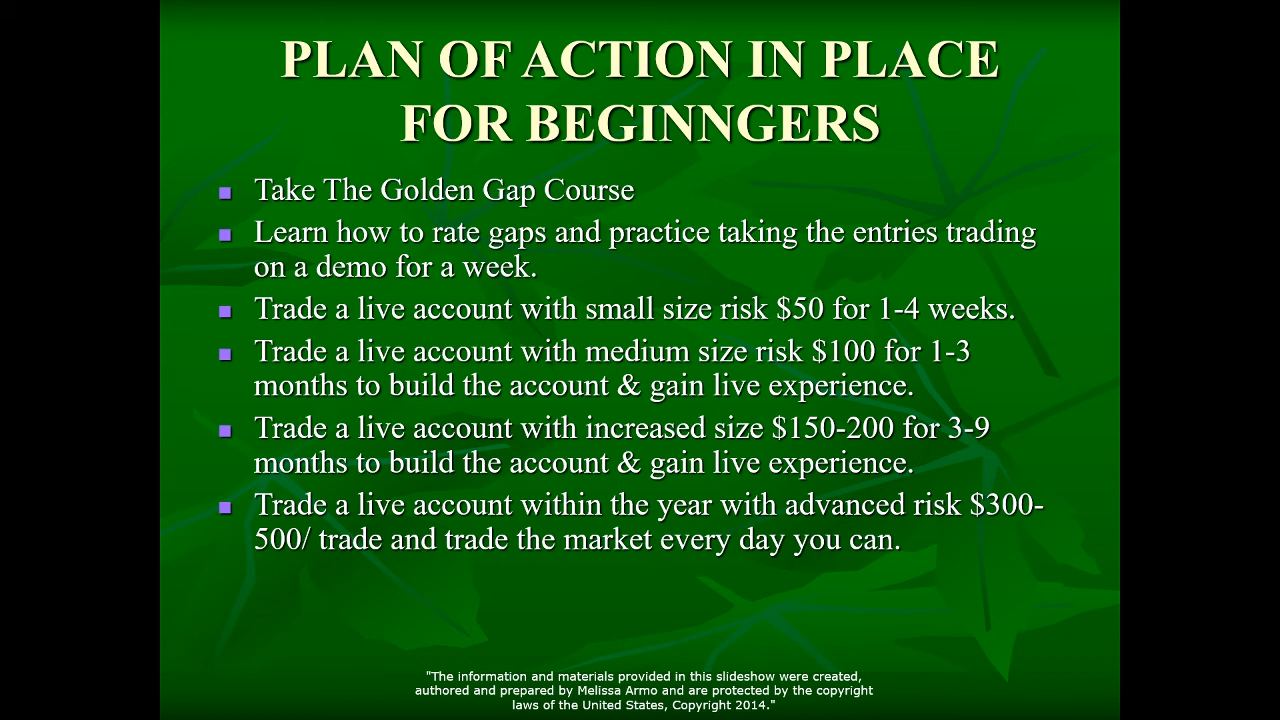 PLAN OF ACTION IN PLACE
FOR BEGINNGERS
Take The Golden Gap Course
Learn how to rate gaps and practice taking the entries trading
on a demo for a week.
Trade a live account with small size risk $50 for 1-4 weeks.
Trade a live account with medium size risk $100 for 1-3
months to build the account & gain live experience.
Trade a live account with increased size $150-200 for 3-9
months to build the account & gain live experience.
Trade a live account within the year with advanced risk $300-
500/ trade and trade the market every day you can.
"The information and materials provided in this slideshow were created,
authored and prepared by Melissa Armo and are protected by the copyright
laws of the United States, Copyright 2014."